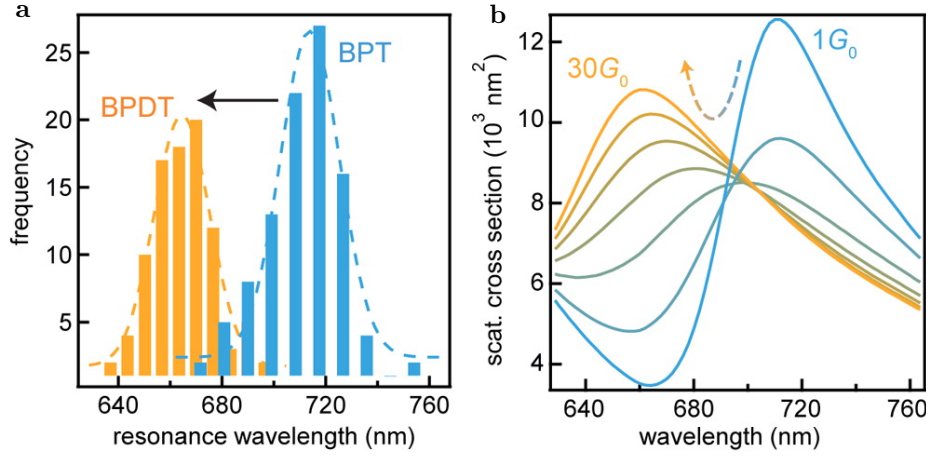 a
25
20
15
10
5
frequency
BPDT
BPT
640
680
720
760
resonance wavelength (nm)
b
12
10
8
6
4
scat. cross section (10³ nm²)
30G₀
1G₀
640
680
720
760
wavelength (nm)